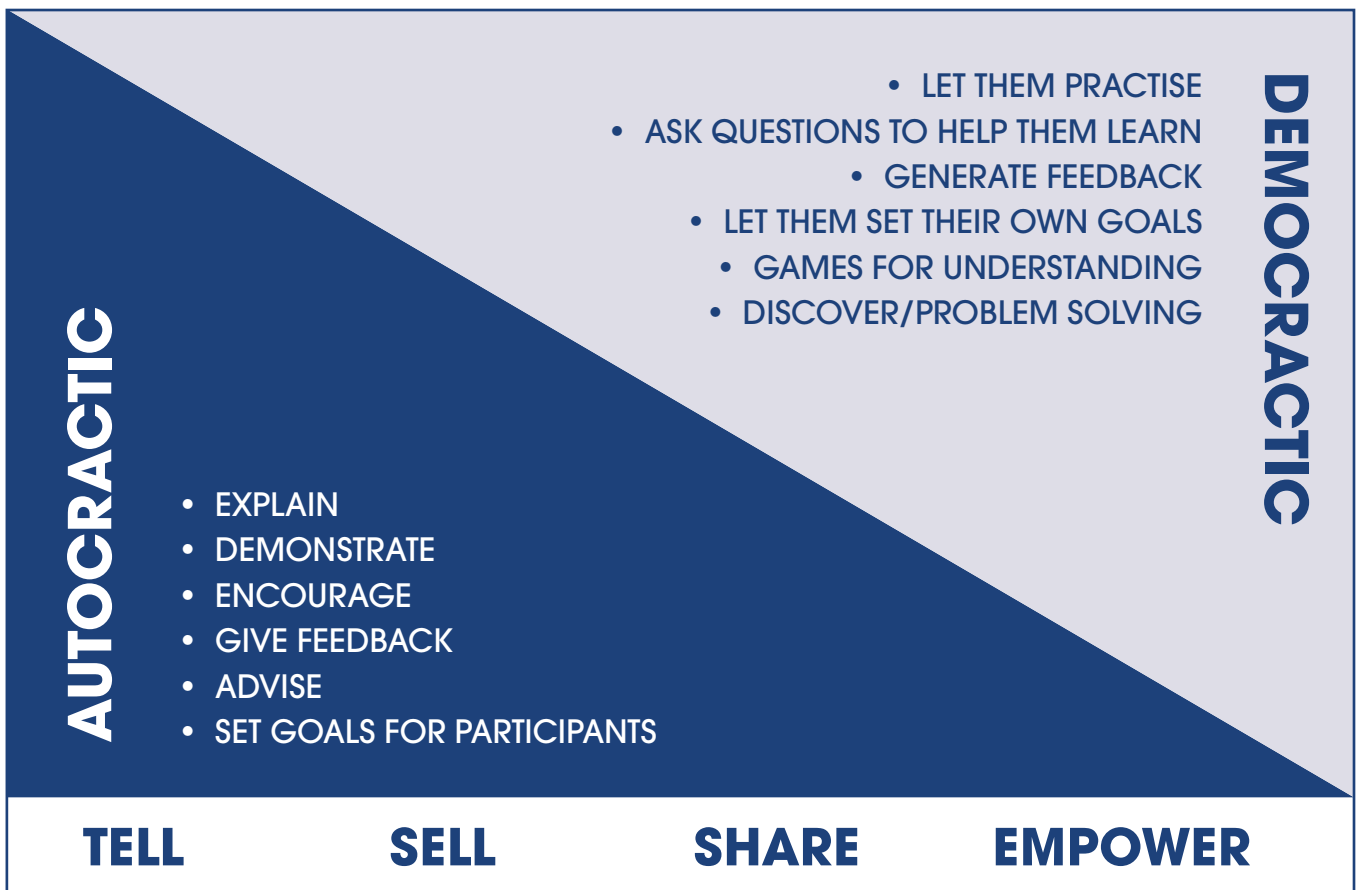 • LET THEM PRACTISE
• ASK QUESTIONS TO HELP THEM LEARN
• GENERATE FEEDBACK
• LET THEM SET THEIR OWN GOALS
• GAMES FOR UNDERSTANDING
• DISCOVER/PROBLEM SOLVING
DEMOCRACTIC
AUTOCRACTIC
• EXPLAIN
• DEMONSTRATE
• ENCOURAGE
• GIVE FEEDBACK
• ADVISE
• SET GOALS FOR PARTICIPANTS
TELL SELL SHARE EMPOWER